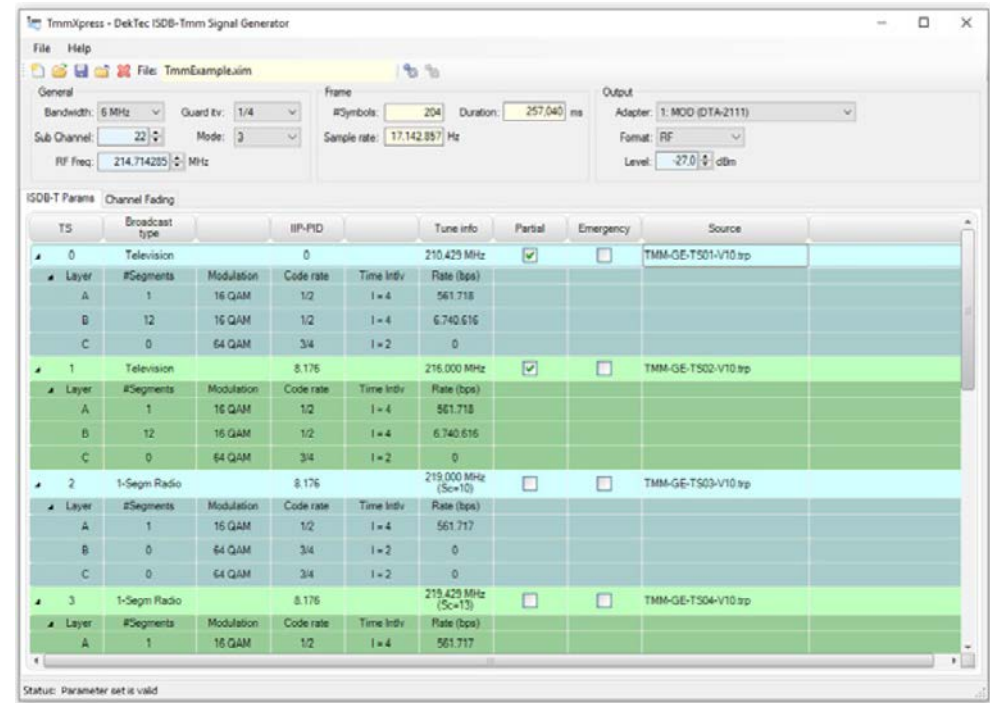 TmmXpress - DekTec ISDB-Tmm Signal Generator
File Help
File: TmmExample.xim
General
Bandwidth: 6 MHz Guard itv: 1/4
Sub Channel: 22 Mode: 3
RF Freq: 214,714285 MHz
Frame
#Symbols: 204 Duration: 257,040 ms
Sample rate: 17.142.857 Hz
Output
Adapter: 1: MOD (DTA-2111)
Format: RF
Level: -27,0 dBm
ISDB-T Params Channel Fading
TS Broadcast type IIP-PID Tune info Partial Emergency Source
0 Television 0 210.429 MHz TMM-GE-TS01-V10.trp
Layer #Segments Modulation Code rate Time Intlv Rate (bps)
A 1 16 QAM 1/2 I = 4 561.718
B 12 16 QAM 1/2 I = 4 6.740.616
C 0 64 QAM 3/4 I = 2 0
1 Television 8.176 216.000 MHz TMM-GE-TS02-V10.trp
Layer #Segments Modulation Code rate Time Intlv Rate (bps)
A 1 16 QAM 1/2 I = 4 561.718
B 12 16 QAM 1/2 I = 4 6.740.616
C 0 64 QAM 3/4 I = 2 0
2 1-Segm Radio 8.176 219,000 MHz (Sc=10) TMM-GE-TS03-V10.trp
Layer #Segments Modulation Code rate Time Intlv Rate (bps)
A 1 16 QAM 1/2 I = 4 561.717
B 0 64 QAM 3/4 I = 2 0
C 0 64 QAM 3/4 I = 2 0
3 1-Segm Radio 8.176 219,429 MHz (Sc=13) TMM-GE-TS04-V10.trp
Layer #Segments Modulation Code rate Time Intlv Rate (bps)
A 1 16 QAM 1/2 I = 4 561.717
Status: Parameter set is valid